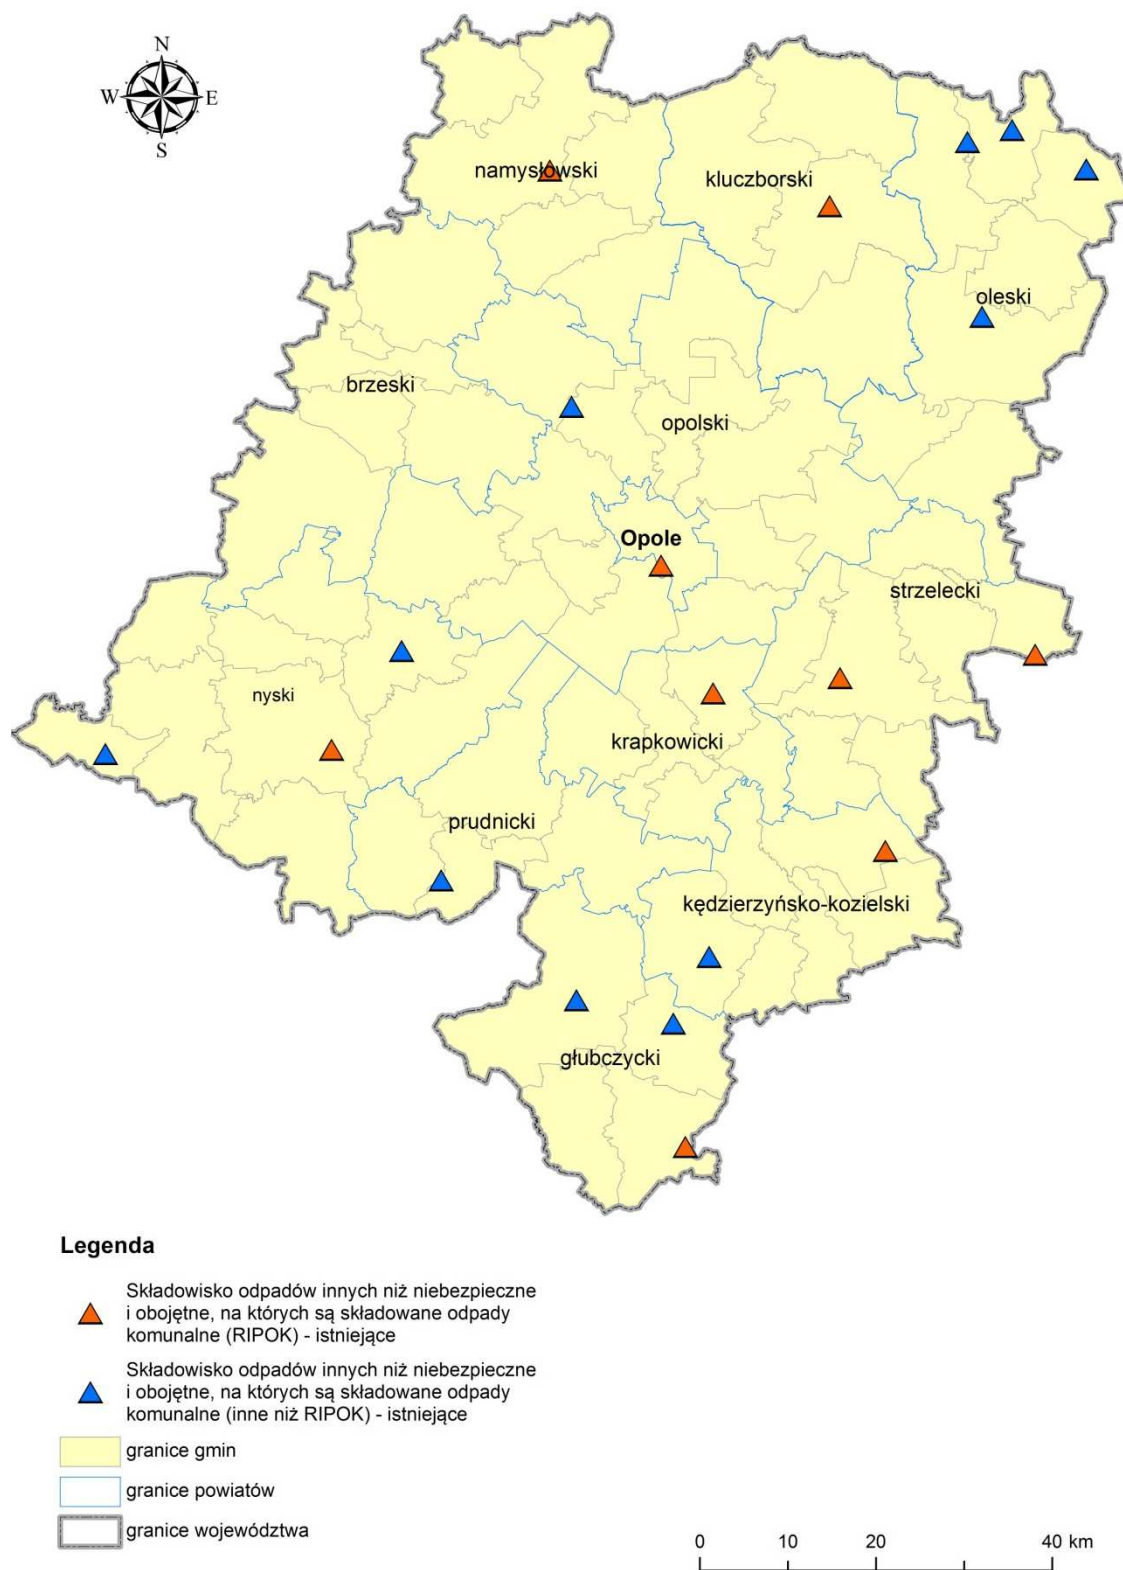 N
W E
S
namysłowski
kluczborski
oleski
brzeski
opolski
Opole
strzelecki
nyski
krapkowicki
prudnicki
kędzierzyńsko-kozielski
głubczycki
Legenda
Składowisko odpadów innych niż niebezpieczne
i obojętne, na których są składowane odpady
komunalne (RIPOK) - istniejące
Składowisko odpadów innych niż niebezpieczne
i obojętne, na których są składowane odpady
komunalne (inne niż RIPOK) - istniejące
granice gmin
granice powiatów
granice województwa
0 10 20 40 km